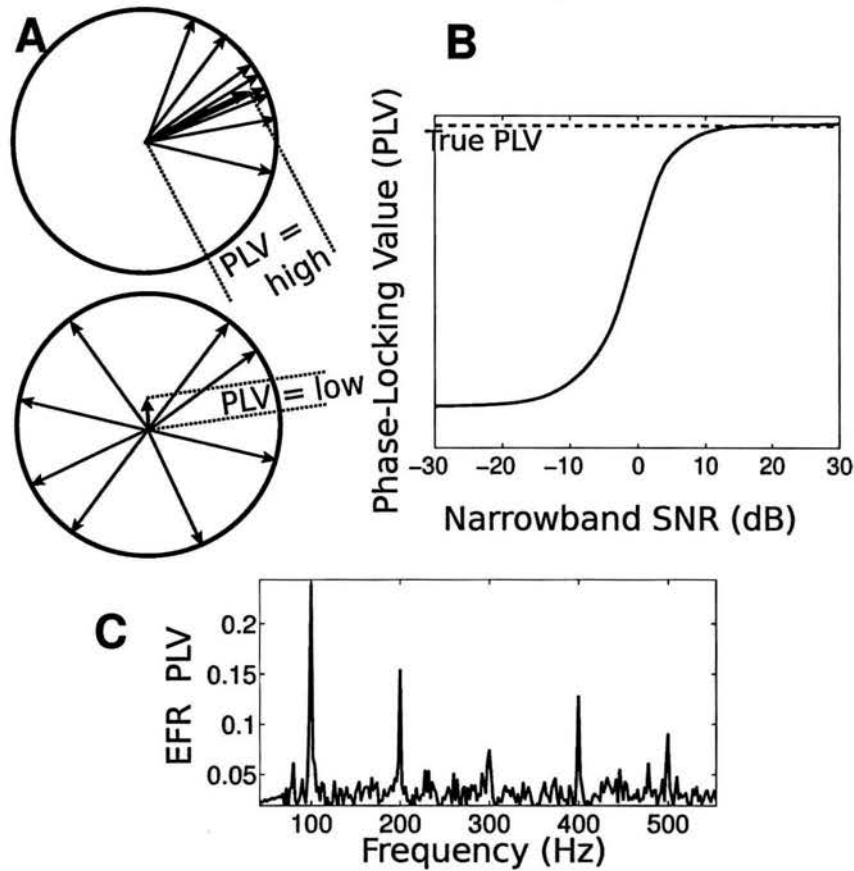 A
PLV =
high
PLV = low
B
Phase-Locking Value (PLV)
True PLV
−30 −20 −10 0 10 20 30
Narrowband SNR (dB)
C
EFR PLV
0.2
0.15
0.1
0.05
100 200 300 400 500
Frequency (Hz)